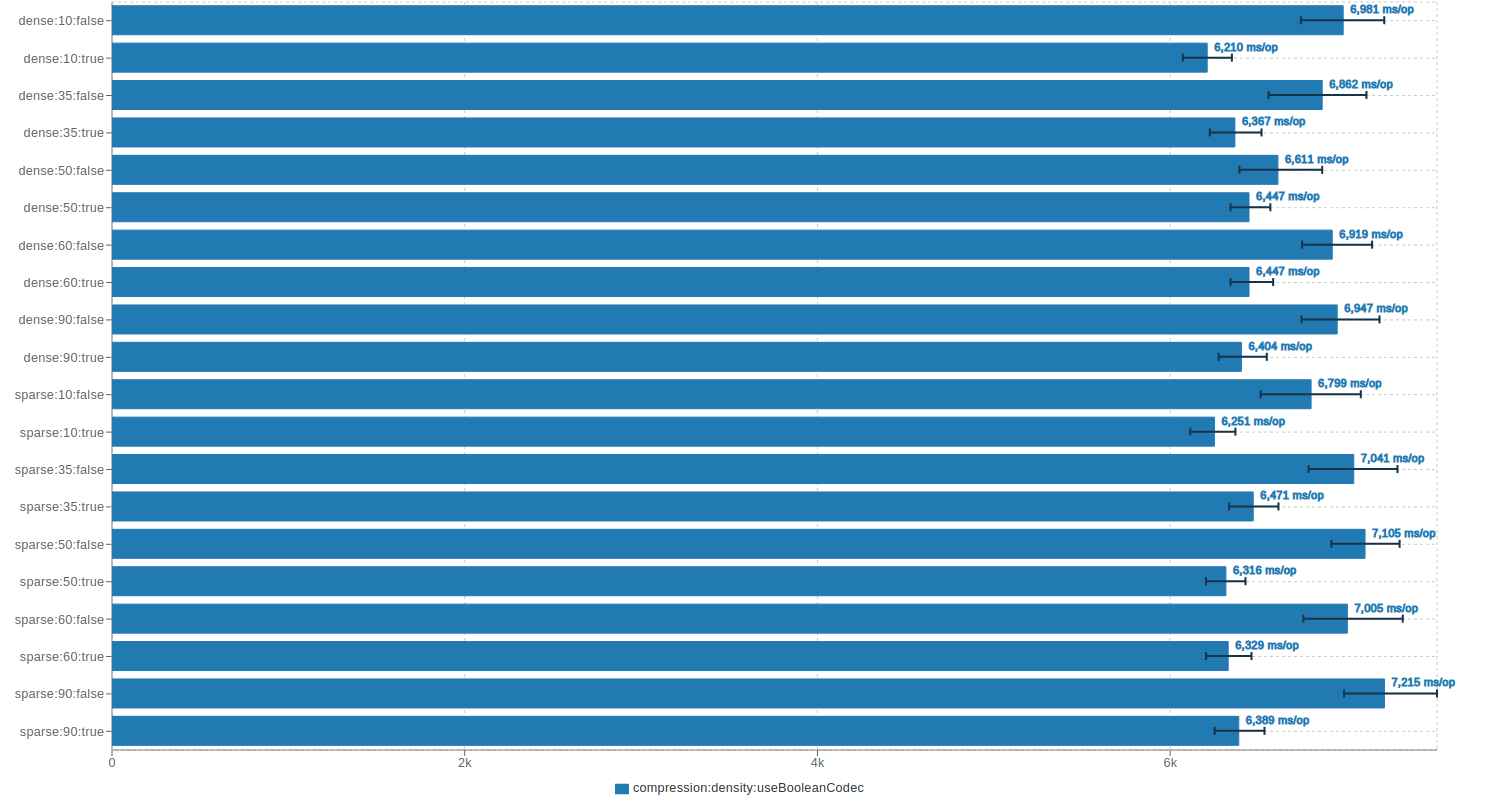 dense:10:false 6,981 ms/op
dense:10:true 6,210 ms/op
dense:35:false 6,862 ms/op
dense:35:true 6,367 ms/op
dense:50:false 6,611 ms/op
dense:50:true 6,447 ms/op
dense:60:false 6,919 ms/op
dense:60:true 6,447 ms/op
dense:90:false 6,947 ms/op
dense:90:true 6,404 ms/op
sparse:10:false 6,799 ms/op
sparse:10:true 6,251 ms/op
sparse:35:false 7,041 ms/op
sparse:35:true 6,471 ms/op
sparse:50:false 7,105 ms/op
sparse:50:true 6,316 ms/op
sparse:60:false 7,005 ms/op
sparse:60:true 6,329 ms/op
sparse:90:false 7,215 ms/op
sparse:90:true 6,389 ms/op
0 2k 4k 6k
compression:density:useBooleanCodec